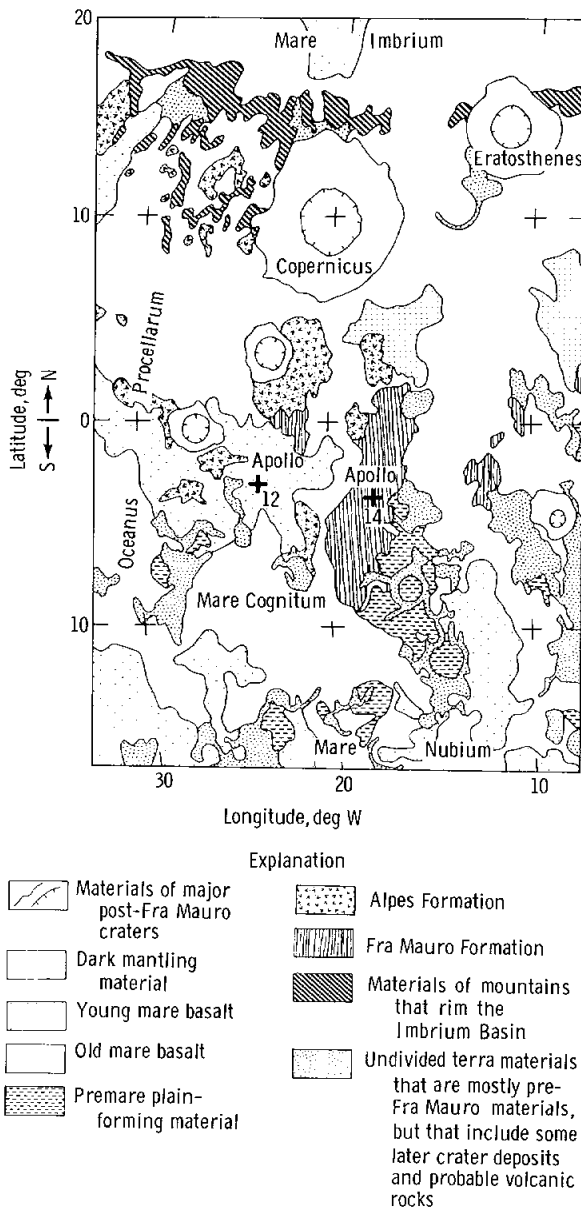 Mare Imbrium
20
Eratosthenes
10
Copernicus
Procellarum
Latitude, deg
S ← | → N
0
Apollo
12
Apollo
14
Oceanus
Mare Cognitum
10
Mare Nubium
30
20
10
Longitude, deg W
Explanation
Materials of major
post-Fra Mauro
craters
Dark mantling
material
Young mare basalt
Old mare basalt
Premare plain-
forming material
Alpes Formation
Fra Mauro Formation
Materials of mountains
that rim the
Imbrium Basin
Undivided terra materials
that are mostly pre-
Fra Mauro materials,
but that include some
later crater deposits
and probable volcanic
rocks